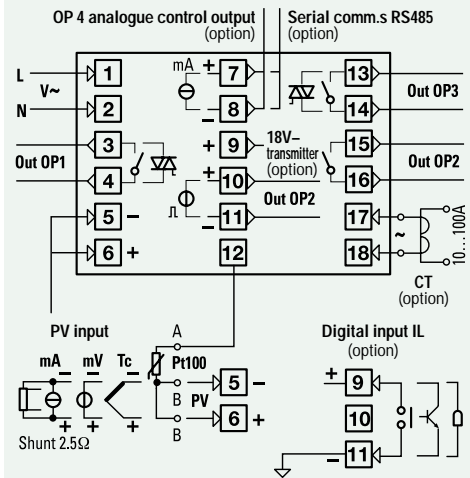 OP 4 analogue control output
(option)
Serial comm.s RS485
(option)
L
V~
N
1
2
mA
+
7
8
–
13
14
Out OP3
3
4
Out OP1
+
9
18V–
transmitter
(option)
15
16
Out OP2
5
–
6
+
+
10
11
–
Out OP2
12
17
18
~
10... 100A
CT
(option)
PV input
mA
mV
Tc
–
–
–
+
+
+
Shunt 2.5Ω
A
Pt100
B
PV
B
5
–
6
+
Digital input IL
(option)
+
9
10
–
11